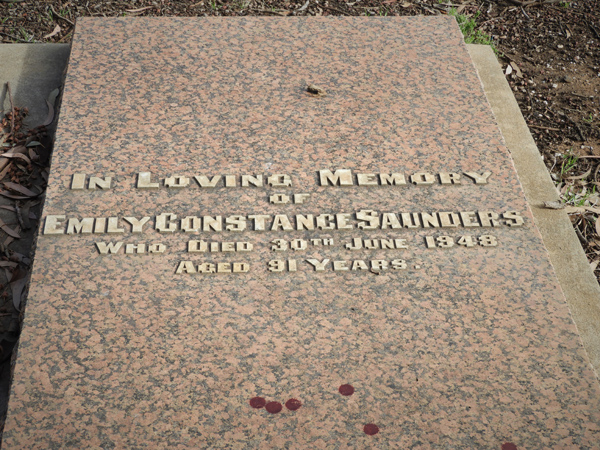 In Loving Memory
of
Emily Constance Saunders
Who Died 30th June 1948
Aged 91 Years.